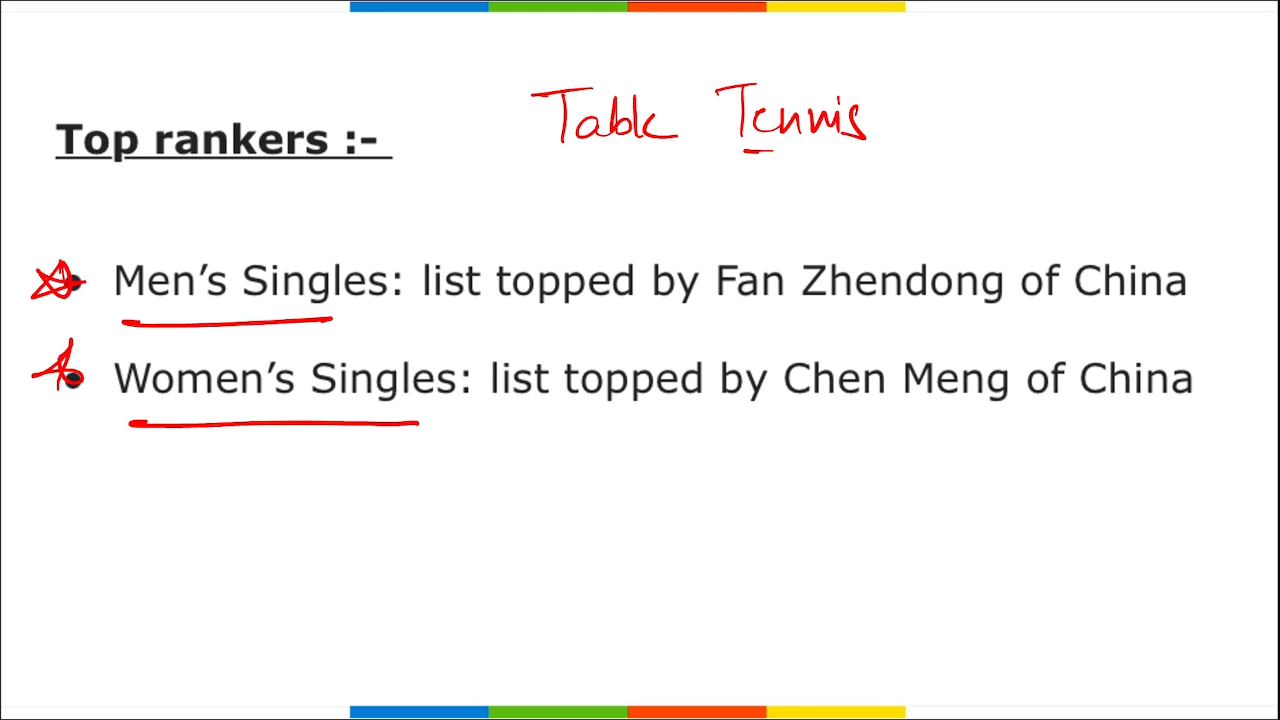 Table Tennis
Top rankers :-
Men’s Singles: list topped by Fan Zhendong of China
Women’s Singles: list topped by Chen Meng of China